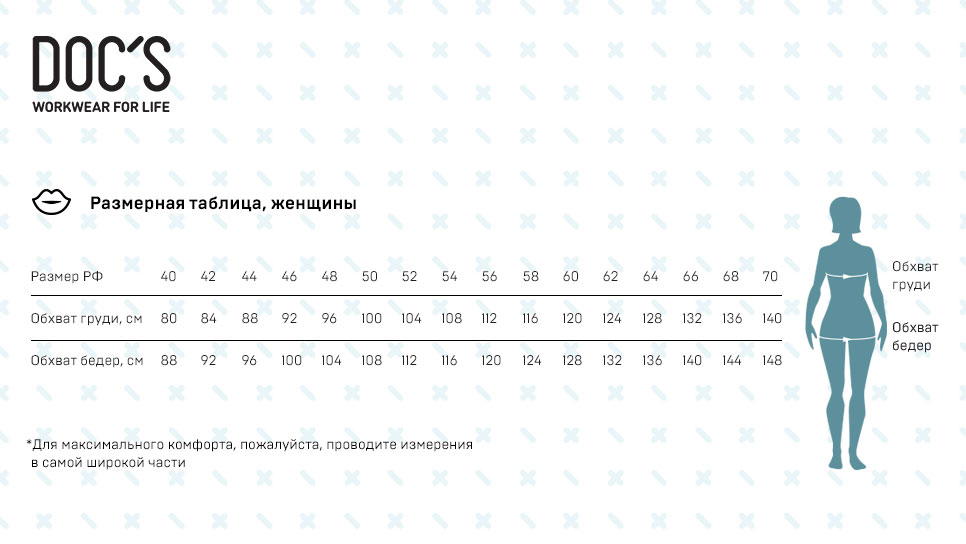 DOC'S
WORKWEAR FOR LIFE
Размерная таблица, женщины
Размер РФ 40 42 44 46 48 50 52 54 56 58 60 62 64 66 68 70
Обхват груди, см 80 84 88 92 96 100 104 108 112 116 120 124 128 132 136 140
Обхват бедер, см 88 92 96 100 104 108 112 116 120 124 128 132 136 140 144 148
Обхват
груди
Обхват
бедер
*Для максимального комфорта, пожалуйста, проводите измерения
в самой широкой части